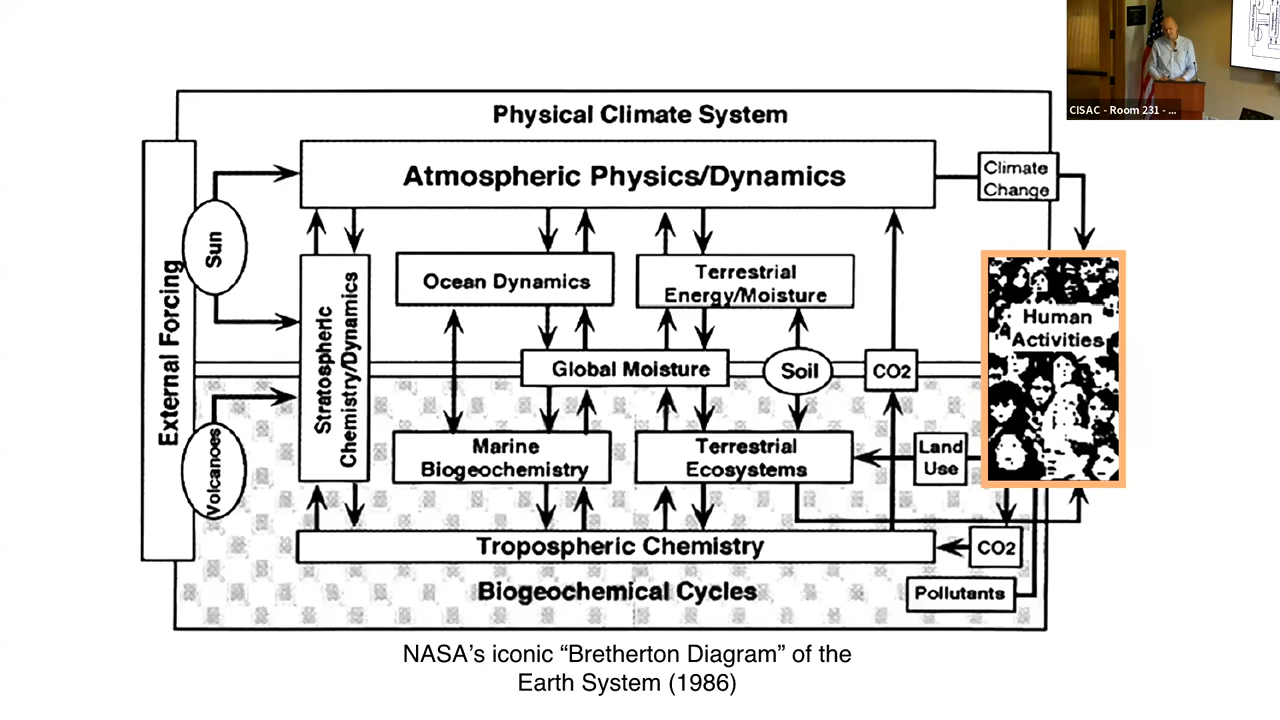 CISAC - Room 231 - ...
Physical Climate System
Atmospheric Physics/Dynamics
Climate
Change
External Forcing
Sun
Volcanoes
Stratospheric
Chemistry/Dynamics
Ocean Dynamics
Terrestrial
Energy/Moisture
Human
Activities
Global Moisture
Soil
CO2
Marine
Biogeochemistry
Terrestrial
Ecosystems
Land
Use
Tropospheric Chemistry
CO2
Biogeochemical Cycles
Pollutants
NASA’s iconic “Bretherton Diagram” of the
Earth System (1986)